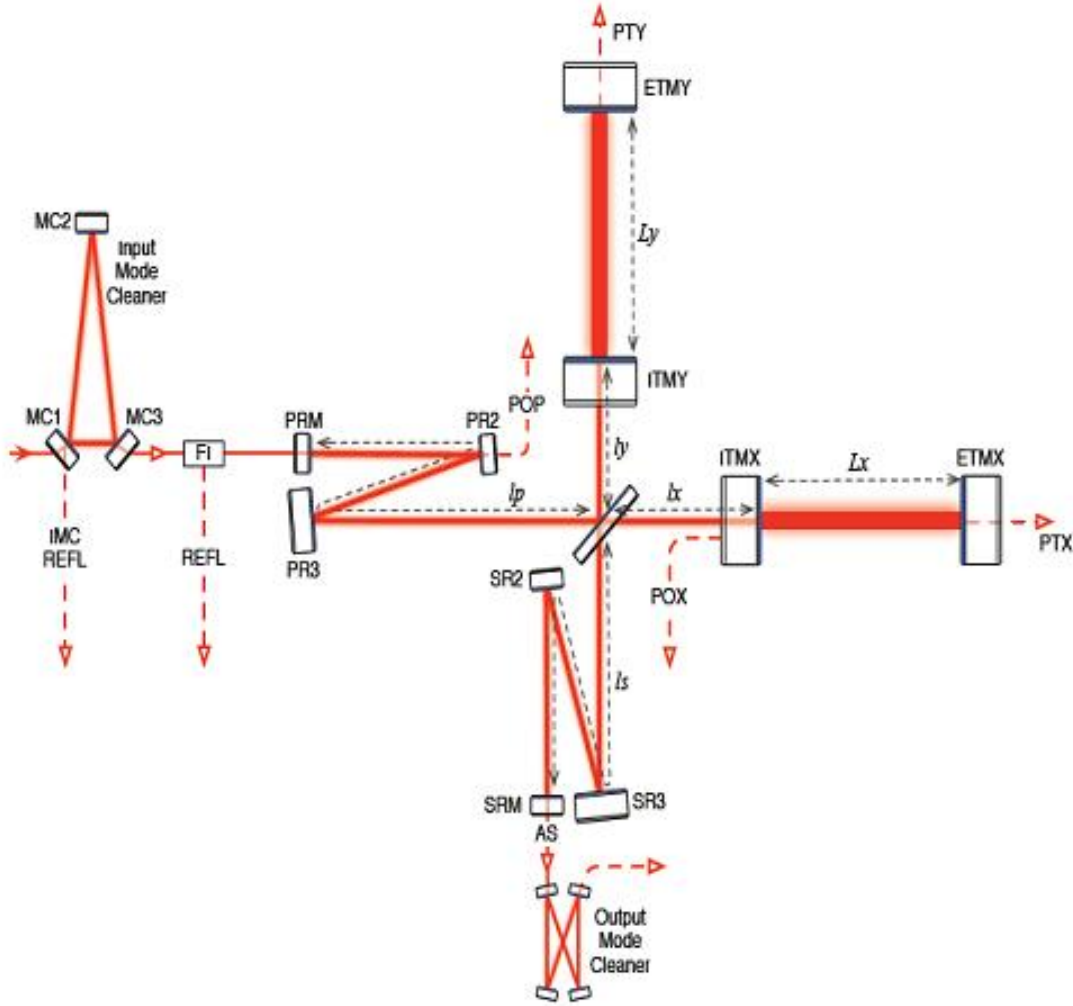 PTY
ETMY
MC2
Input
Mode
Cleaner
Ly
ITMY
MC1
MC3
FI
PRM
PR2
POP
ly
ITMX
Lx
ETMX
lp
lx
IMC
REFL
REFL
PR3
SR2
POX
PTX
ls
SRM
SR3
AS
Output
Mode
Cleaner